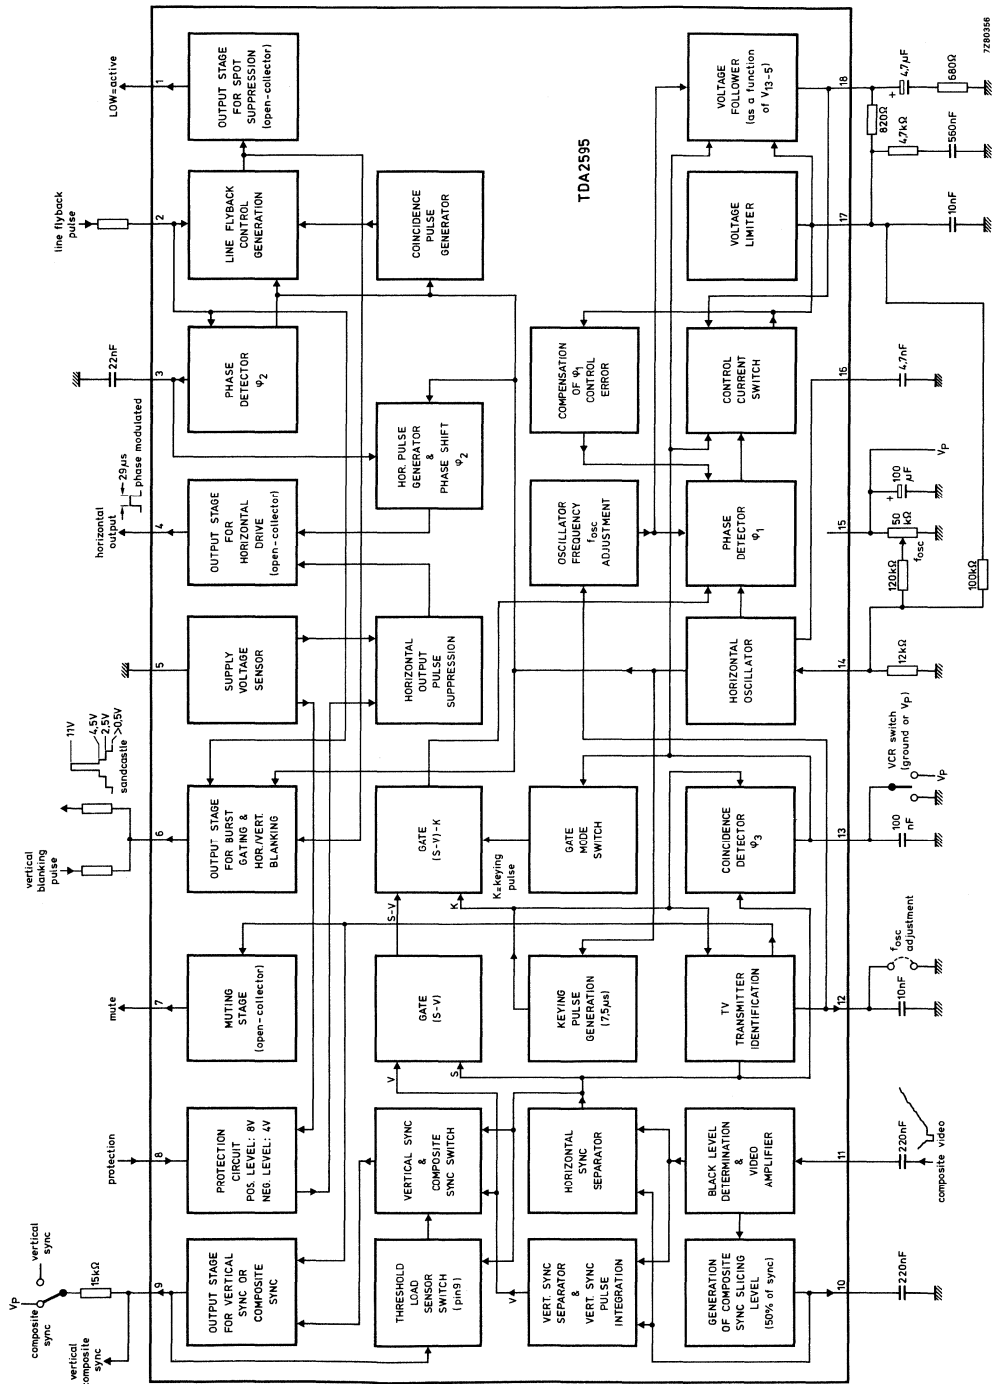 LOW=active
1
OUTPUT STAGE
FOR SPOT
SUPPRESSION
(open-collector)
line flyback
pulse
2
LINE FLYBACK
CONTROL
GENERATION
COINCIDENCE
PULSE
GENERATOR
22nF
3
PHASE
DETECTOR
φ2
HOR. PULSE
GENERATOR
&
PHASE SHIFT
φ2
29µs
phase modulated
horizontal
output
4
OUTPUT STAGE
FOR
HORIZONTAL
DRIVE
(open-collector)
5
SUPPLY
VOLTAGE
SENSOR
HORIZONTAL
OUTPUT
PULSE
SUPPRESSION
11V
4,5V
2,5V
>0,5V
sandcastle
vertical
blanking
pulse
6
OUTPUT STAGE
FOR BURST
GATING &
HOR./VERT.
BLANKING
GATE
(S-V)-K
K=keying
pulse
GATE
MODE
SWITCH
COINCIDENCE
DETECTOR
φ3
mute
7
MUTING
STAGE
(open-collector)
S-V
K
GATE
(S-V)
V
S
KEYING
PULSE
GENERATION
(7,5µs)
TV
TRANSMITTER
IDENTIFICATION
protection
8
PROTECTION
CIRCUIT
POS. LEVEL: 8V
NEG. LEVEL: 4V
VERTICAL SYNC
&
COMPOSITE
SYNC SWITCH
HORIZONTAL
SYNC
SEPARATOR
BLACK LEVEL
DETERMINATION
&
VIDEO
AMPLIFIER
VP
composite
sync
vertical
sync
15kΩ
vertical
composite
sync
9
OUTPUT STAGE
FOR VERTICAL
SYNC OR
COMPOSITE
SYNC
THRESHOLD
LOAD
SENSOR
SWITCH
(pin9)
V
VERT. SYNC
SEPARATOR
&
VERT. SYNC
PULSE
INTEGRATION
GENERATION
OF COMPOSITE
SYNC SLICING
LEVEL
(50% of sync)
10
220nF
11
220nF
composite video
12
10nF
fosc
adjustment
13
100
nF
VCR switch
(ground or VP)
VP
14
12kΩ
HORIZONTAL
OSCILLATOR
120kΩ
100kΩ
15
50
kΩ
fosc
+
100
µF
VP
16
4,7nF
17
10nF
4,7kΩ
560nF
820Ω
18
+
4,7µF
680Ω
OSCILLATOR
FREQUENCY
fosc
ADJUSTMENT
PHASE
DETECTOR
φ1
COMPENSATION
OF φ1
CONTROL
ERROR
CONTROL
CURRENT
SWITCH
VOLTAGE
LIMITER
VOLTAGE
FOLLOWER
(as a function
of V13-5)
TDA2595
7Z80356